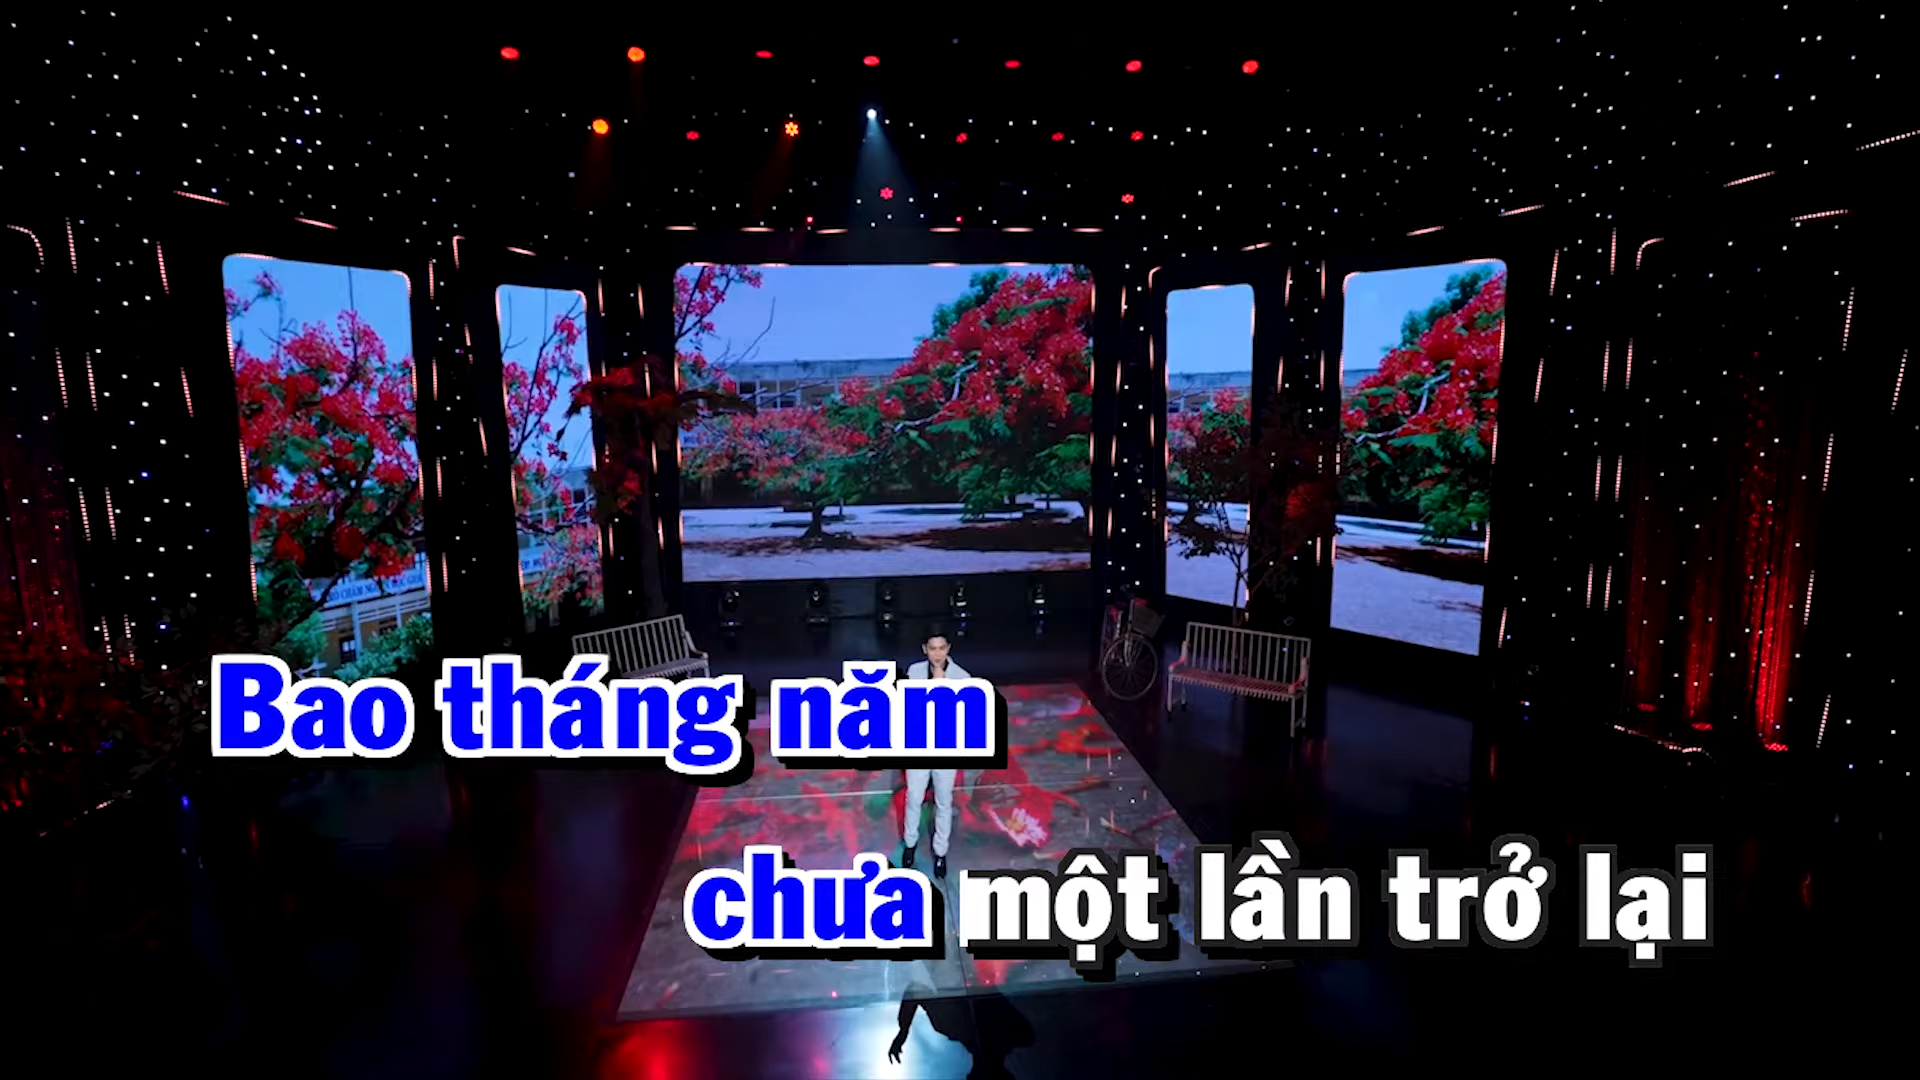 Bao tháng năm
chưa một lần trở lại